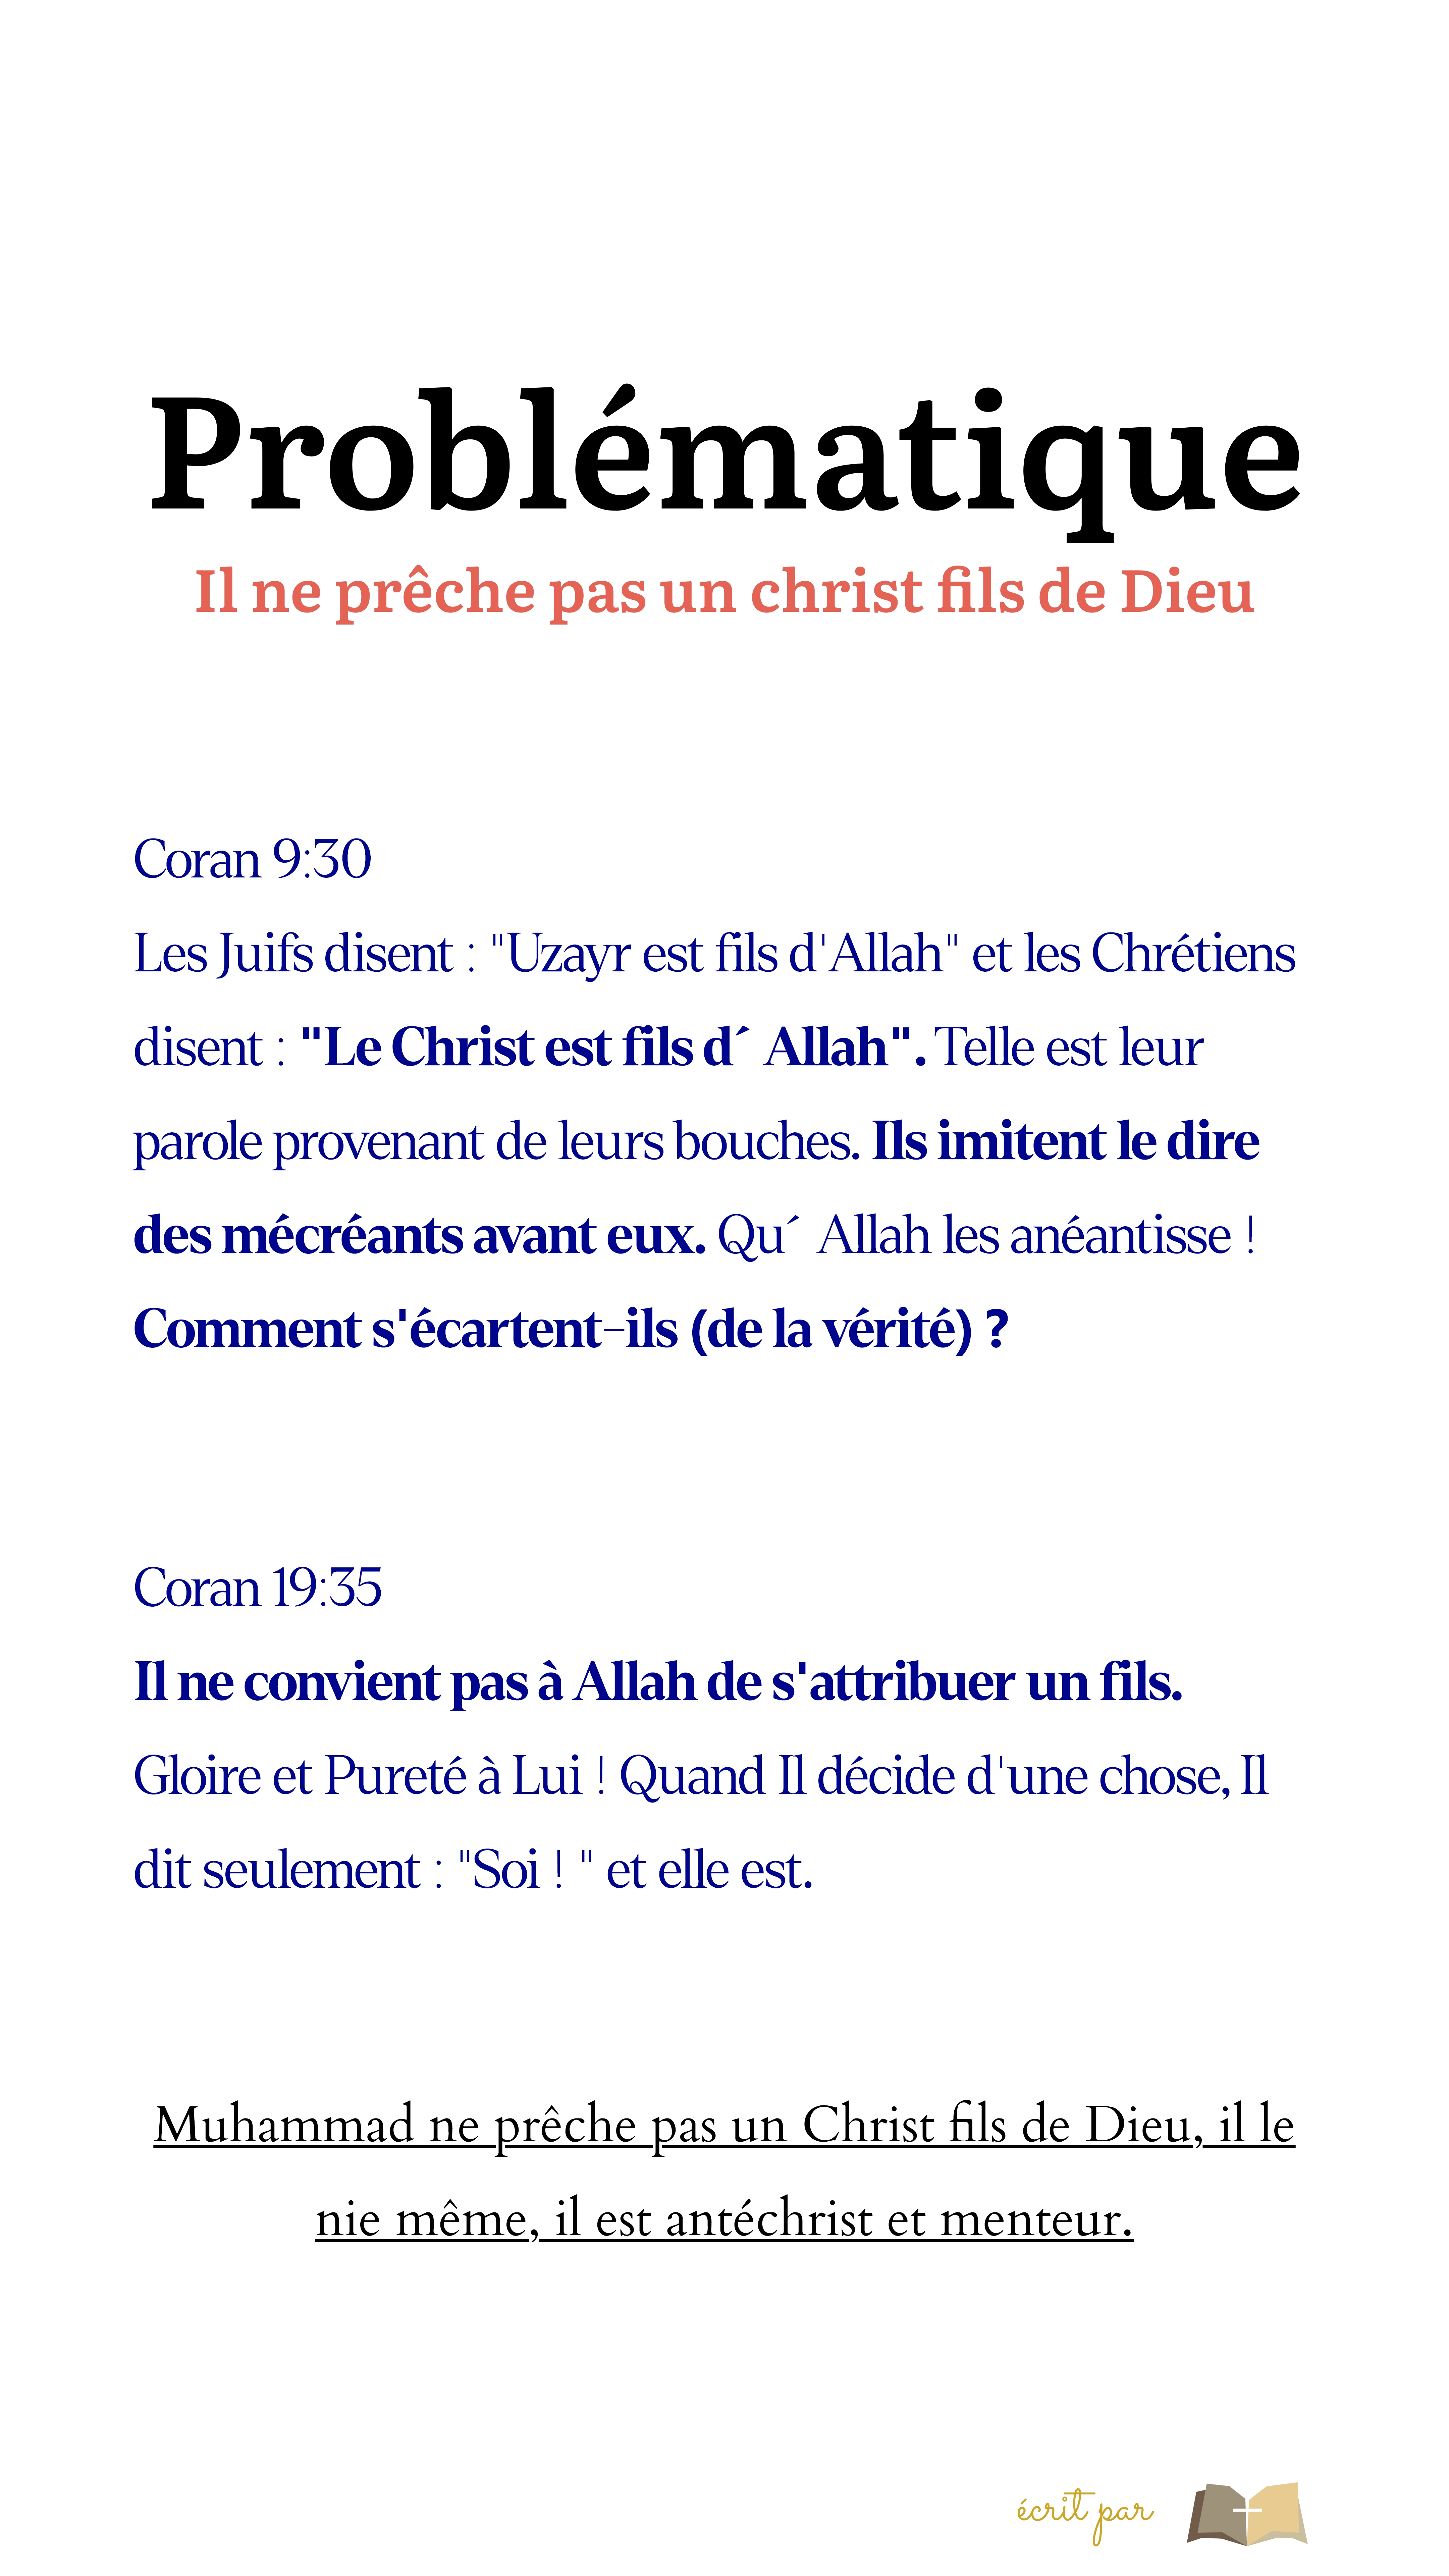 Problématique
Il ne prêche pas un christ fils de Dieu
Coran 9:30
Les Juifs disent : "Uzayr est fils d'Allah" et les Chrétiens
disent : "Le Christ est fils d´ Allah". Telle est leur
parole provenant de leurs bouches. Ils imitent le dire
des mécréants avant eux. Qu´ Allah les anéantisse !
Comment s'écartent-ils (de la vérité) ?
Coran 19:35
Il ne convient pas à Allah de s'attribuer un fils.
Gloire et Pureté à Lui ! Quand Il décide d'une chose, Il
dit seulement : "Soi ! " et elle est.
Muhammad ne prêche pas un Christ fils de Dieu, il le
nie même, il est antéchrist et menteur.
écrit par